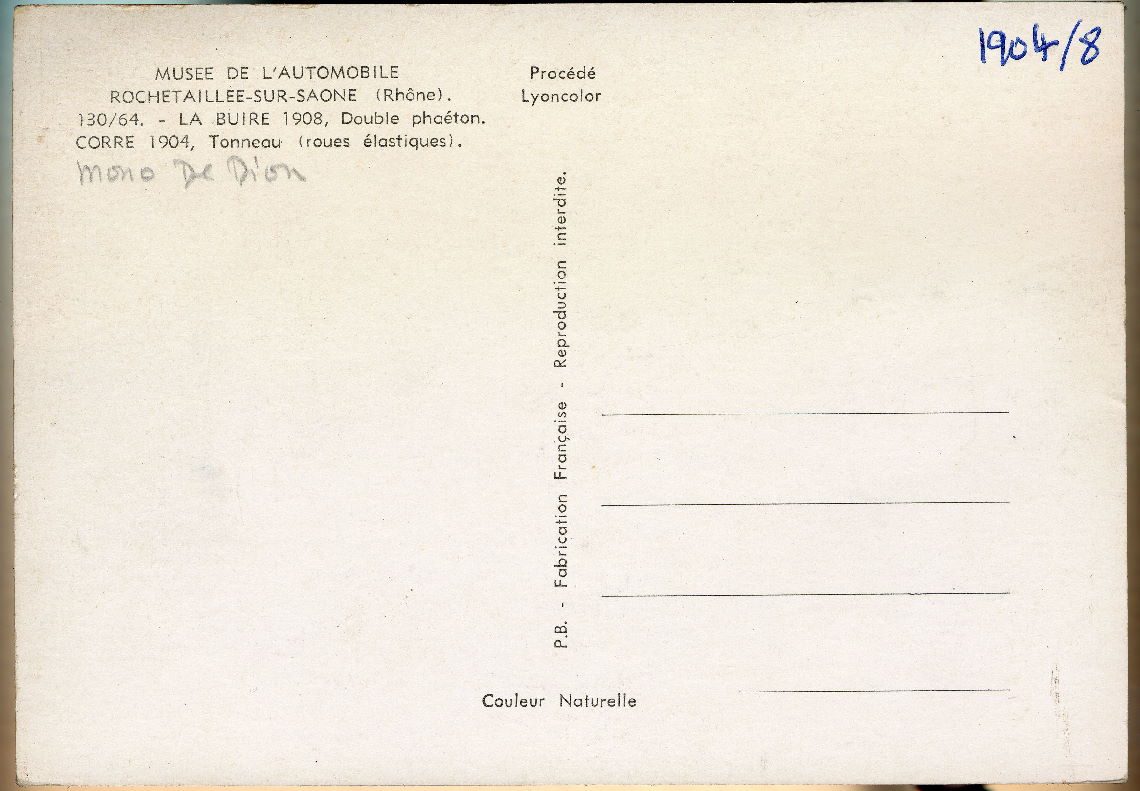 1904/8
MUSEE DE L'AUTOMOBILE
ROCHETAILLÉE-SUR-SAONE (Rhône).
130/64. - LA BUIRE 1908, Double phaéton.
CORRE 1904, Tonneau (roues élastiques).
Mono De Dion
Procédé
Lyoncolor
P.B. - Fabrication Française - Reproduction interdite.
Couleur Naturelle